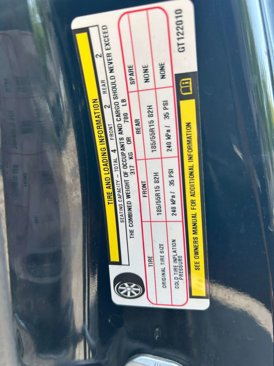 TIRE AND LOADING INFORMATION
SEATING CAPACITY - TOTAL 4 FRONT 2 REAR 2
THE COMBINED WEIGHT OF OCCUPANTS AND CARGO SHOULD NEVER EXCEED
317 KG OR 700 LB
TIRE FRONT REAR SPARE
ORIGINAL TIRE SIZE 185/55R15 82H 185/55R15 82H NONE
COLD TIRE INFLATION PRESSURE 240 kPa / 35 PSI 240 kPa / 35 PSI NONE
SEE OWNERS MANUAL FOR ADDITIONAL INFORMATION
GT122010